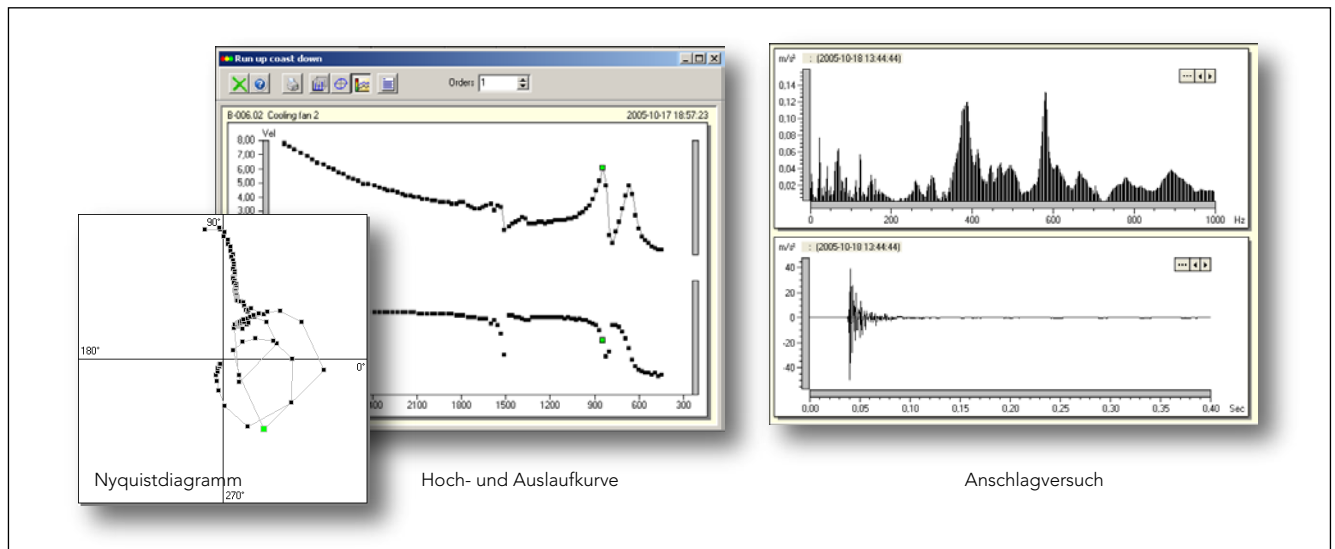 Run up coast down
Orders 1
B-006.02 Cooling fan 2 2005-10-17 18:57:23
Vel
8,00
7,00
6,00
5,00
4,00
3,00
2100 1800 1500 1200 900 600 300
90°
180° 0°
270°
Nyquistdiagramm
Hoch- und Auslaufkurve
m/s² : (2005-10-18 13:44:44)
0,14
0,12
0,10
0,08
0,06
0,04
0,02
0 200 400 600 800 1000 Hz
m/s² : (2005-10-18 13:44:44)
40
20
0
-20
-40
0,00 0,05 0,10 0,15 0,20 0,25 0,30 0,35 0,40 Sec
Anschlagversuch